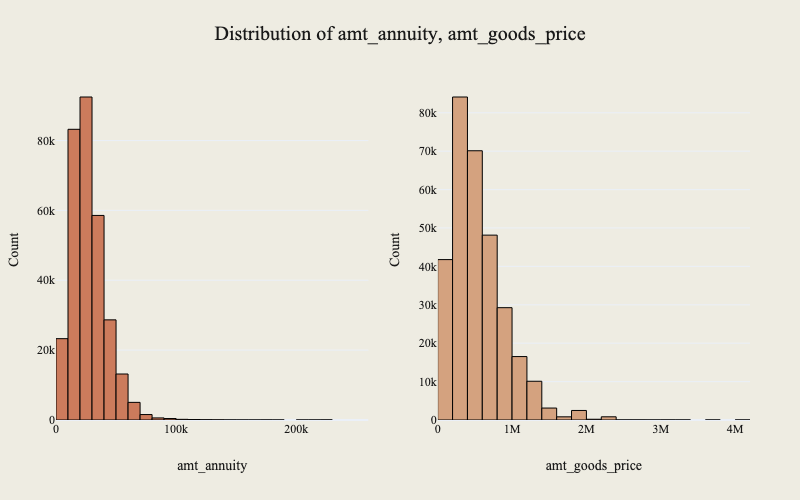 Distribution of amt_annuity, amt_goods_price
Count
80k
60k
40k
20k
0
0 100k 200k
amt_annuity
Count
80k
70k
60k
50k
40k
30k
20k
10k
0
0 1M 2M 3M 4M
amt_goods_price